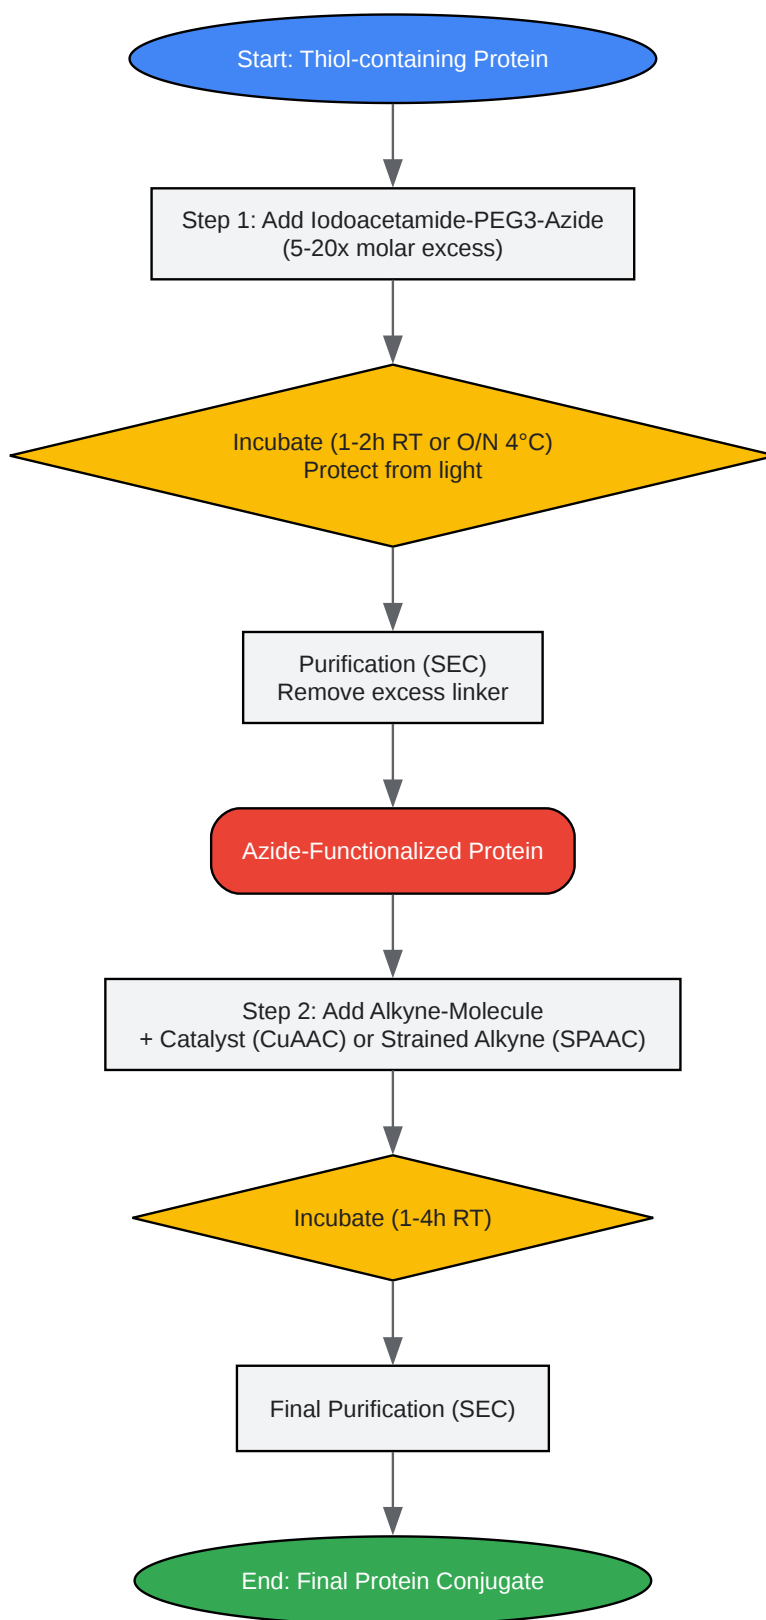 Start: Thiol-containing Protein
Step 1: Add Iodoacetamide-PEG3-Azide
(5-20x molar excess)
Incubate (1-2h RT or O/N 4°C)
Protect from light
Purification (SEC)
Remove excess linker
Azide-Functionalized Protein
Step 2: Add Alkyne-Molecule
+ Catalyst (CuAAC) or Strained Alkyne (SPAAC)
Incubate (1-4h RT)
Final Purification (SEC)
End: Final Protein Conjugate